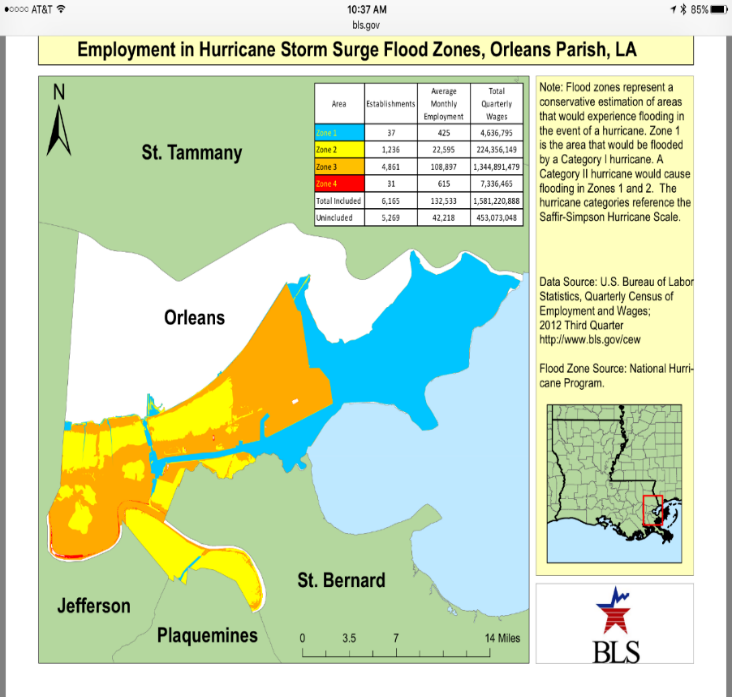 AT&T 10:37 AM 85%
bls.gov
Employment in Hurricane Storm Surge Flood Zones, Orleans Parish, LA
N
Area Establishments Average Monthly Employment Total Quarterly Wages
Zone 1 37 425 4,636,795
Zone 2 1,236 22,595 224,356,149
Zone 3 4,861 108,897 1,344,891,479
Zone 4 31 615 7,336,465
Total Included 6,165 132,533 1,581,220,888
Unincluded 5,269 42,218 453,073,048
St. Tammany
Orleans
St. Bernard
Jefferson
Plaquemines
0 3.5 7 14 Miles
Note: Flood zones represent a
conservative estimation of areas
that would experience flooding in
the event of a hurricane. Zone 1
is the area that would be flooded
by a Category I hurricane. A
Category II hurricane would cause
flooding in Zones 1 and 2. The
hurricane categories reference the
Saffir-Simpson Hurricane Scale.
Data Source: U.S. Bureau of Labor
Statistics, Quarterly Census of
Employment and Wages;
2012 Third Quarter
http://www.bls.gov/cew
Flood Zone Source: National Hurri-
cane Program.
BLS